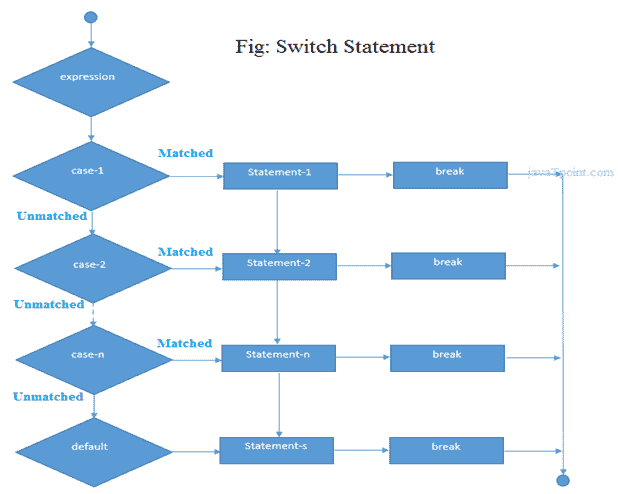 Fig: Switch Statement
expression
case-1
Matched
Statement-1
break
javaTpoint.com
Unmatched
case-2
Matched
Statement-2
break
Unmatched
case-n
Matched
Statement-n
break
Unmatched
default
Statement-s
break